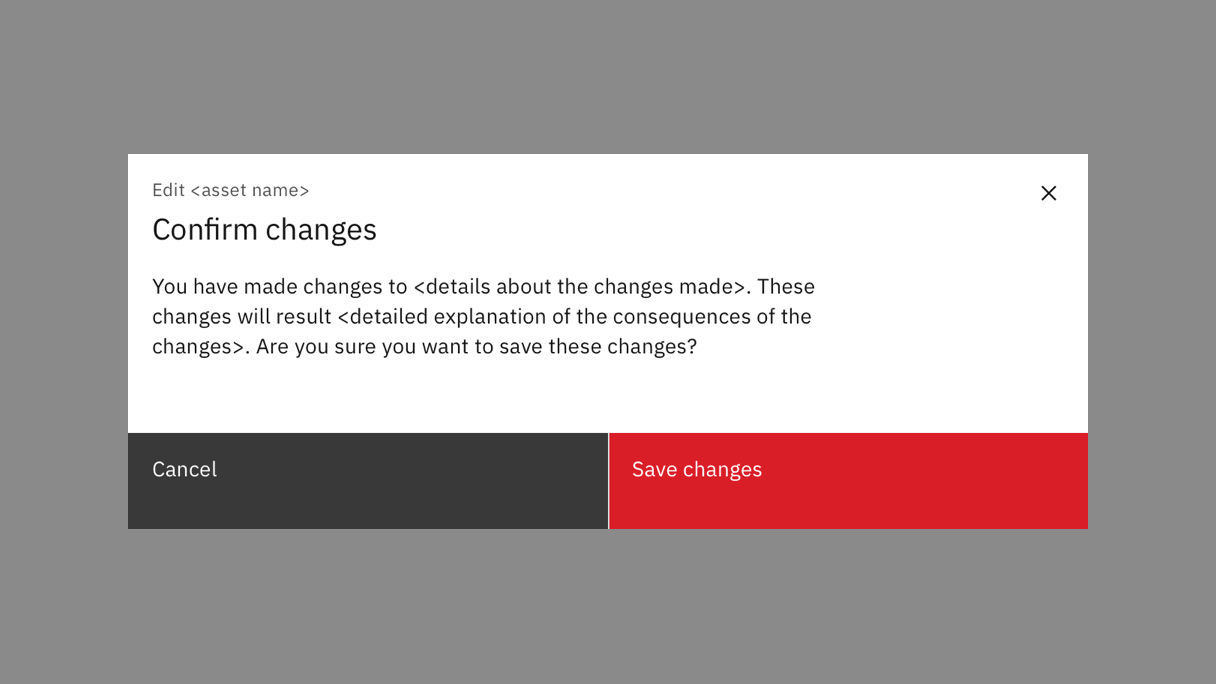 Edit <asset name>
Confirm changes
You have made changes to <details about the changes made>. These
changes will result <detailed explanation of the consequences of the
changes>. Are you sure you want to save these changes?
Cancel
Save changes